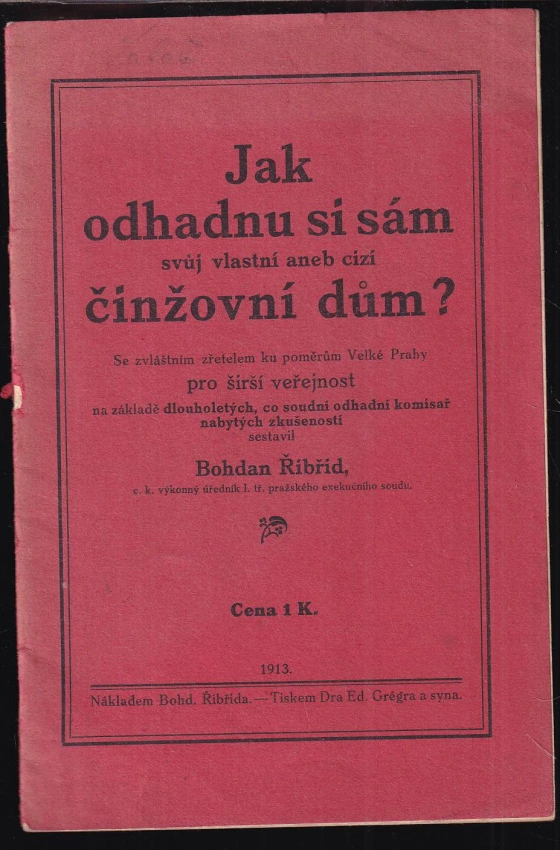 Jak
odhadnu si sám
svůj vlastní aneb cizí
činžovní dům?
Se zvláštním zřetelem ku poměrům Velké Prahy
pro širší veřejnost
na základě dlouholetých, co soudní odhadní komisař
nabytých zkušeností
sestavil
Bohdan Říbřid,
c. k. výkonný úředník I. tř. pražského exekučního soudu.
Cena 1 K.
1913.
Nákladem Bohd. Říbřida. — Tiskem Dra Ed. Grégra a syna.